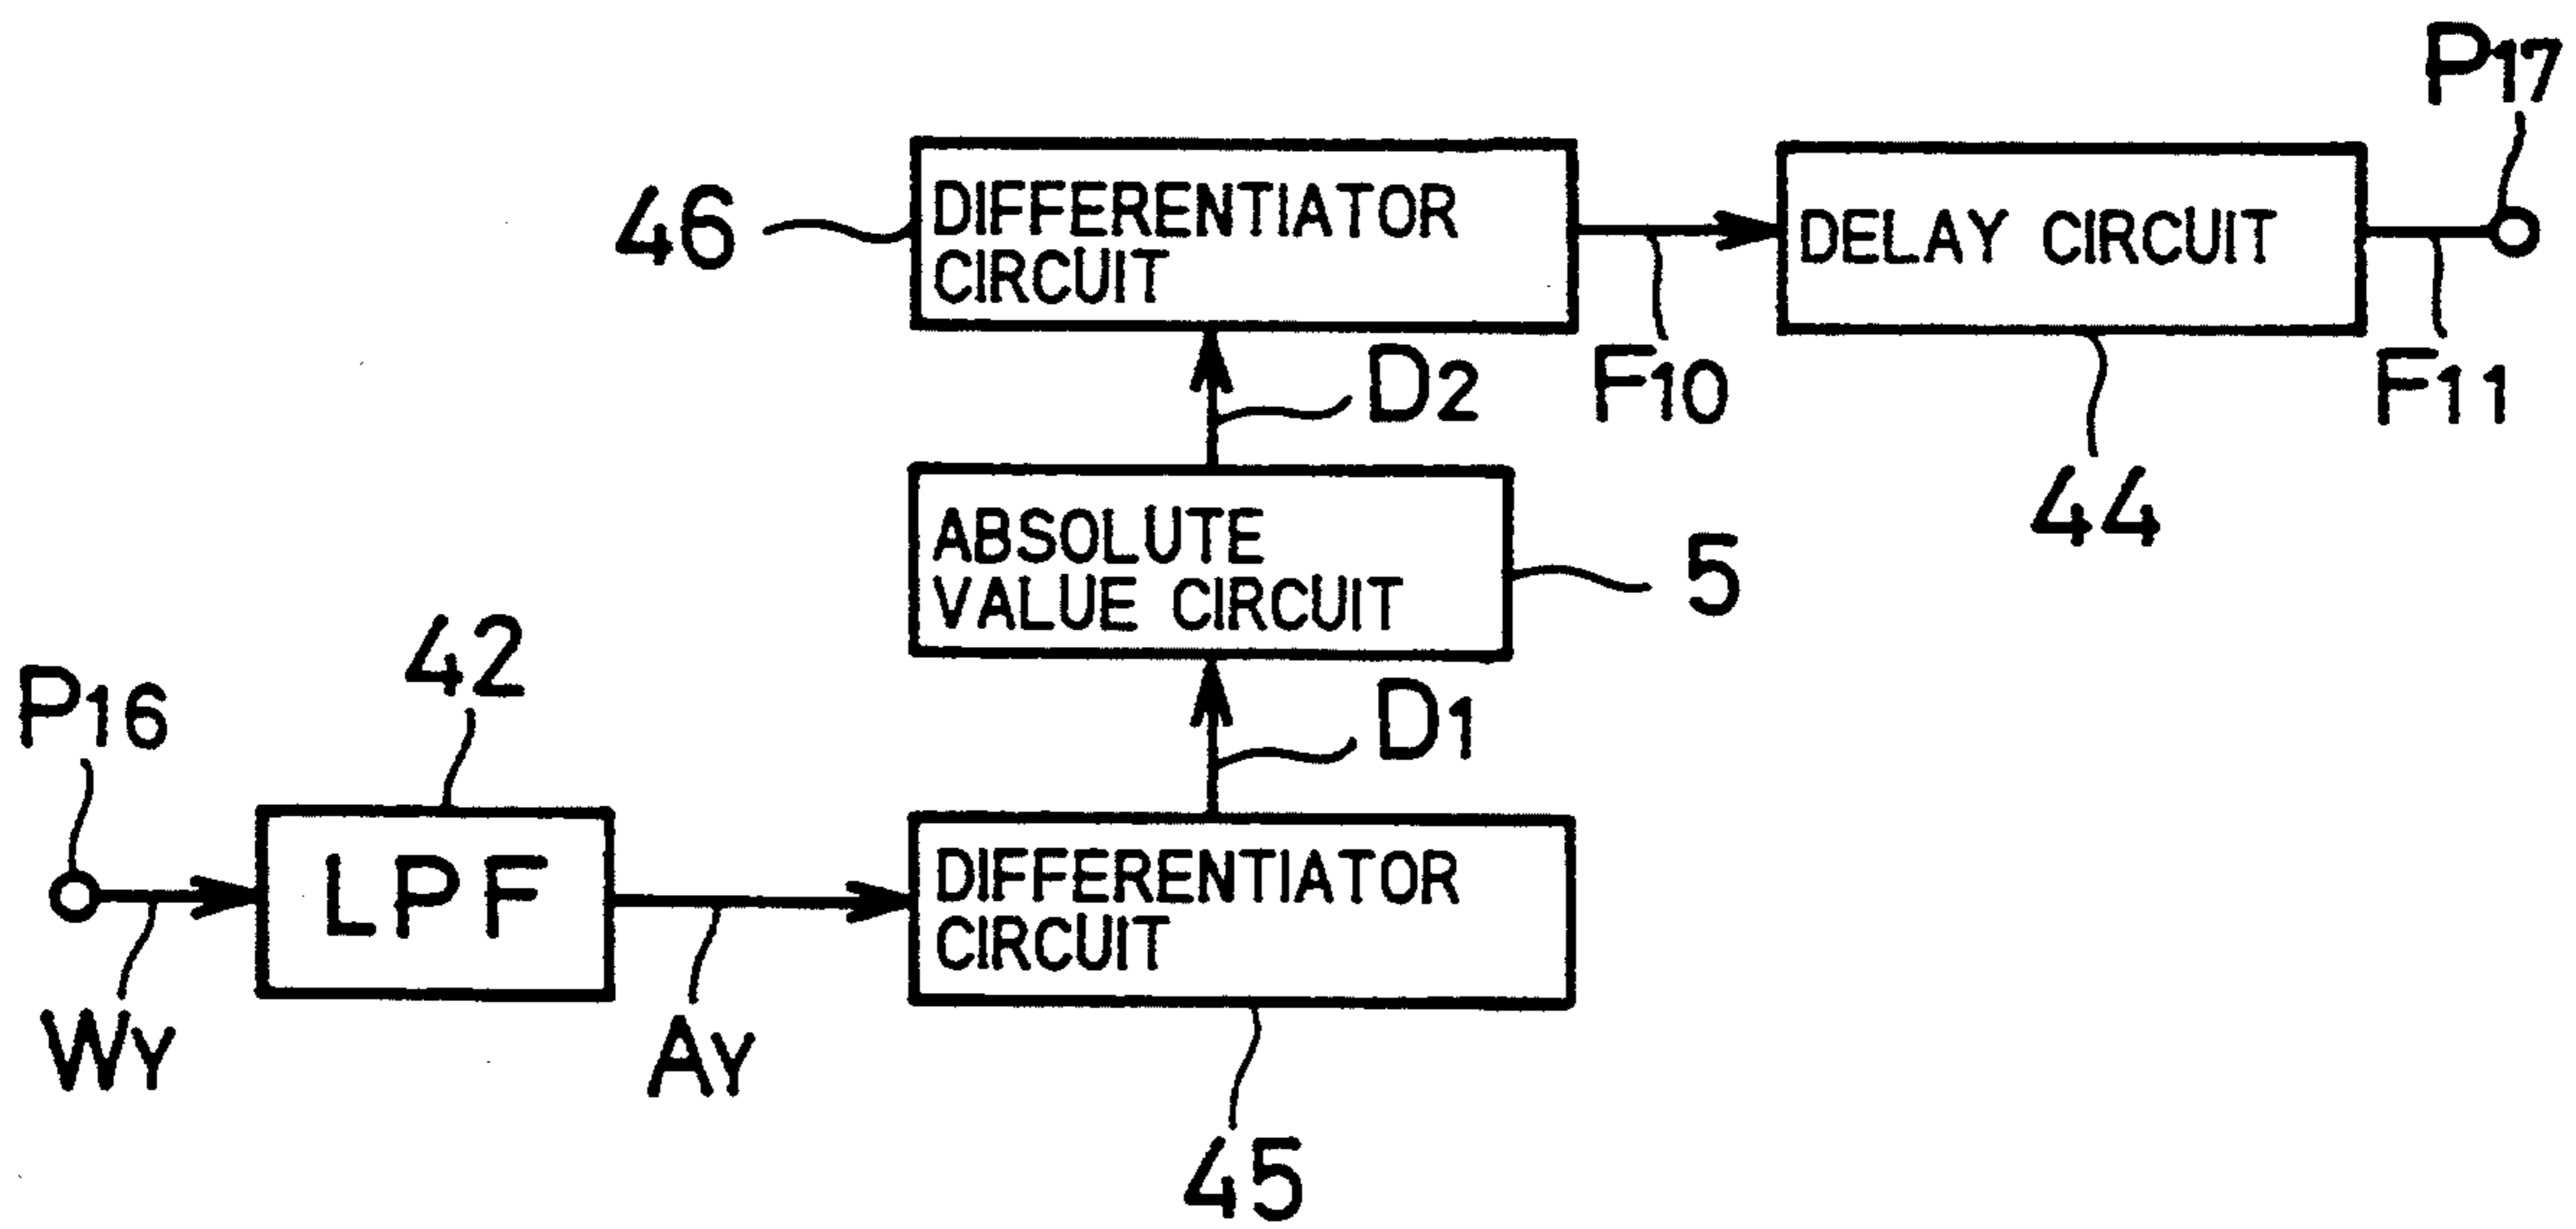 P17
46
DIFFERENTIATOR
CIRCUIT
DELAY CIRCUIT
D2
F10
F11
44
ABSOLUTE
VALUE CIRCUIT
5
42
P16
D1
LPF
DIFFERENTIATOR
CIRCUIT
WY
AY
45